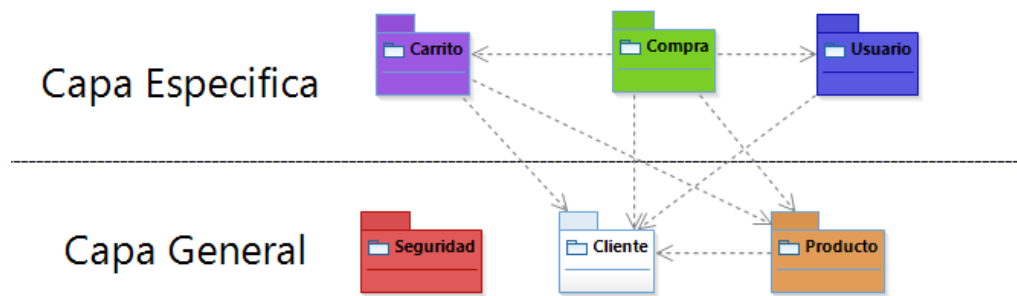 Carrito
Compra
Usuario
Capa Especifica
Capa General
Seguridad
Cliente
Producto